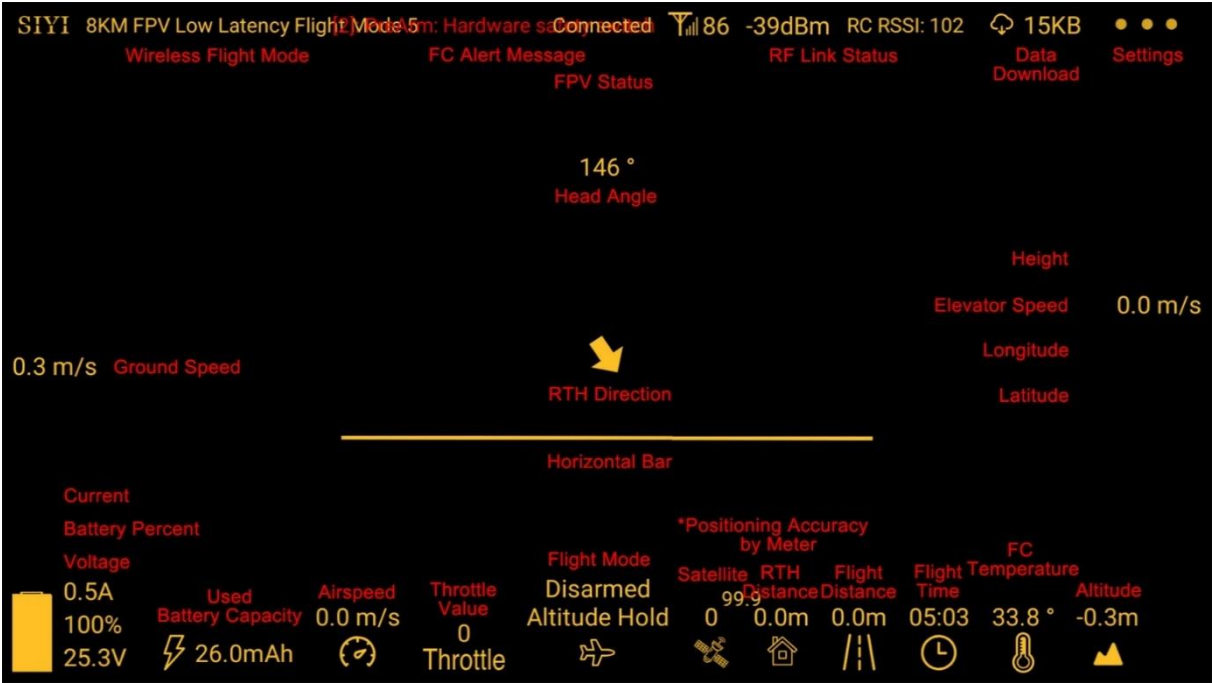 SIYI 8KM FPV Low Latency Flight Mode 5 [2] PreArm: Hardware safety Connected 86 -39dBm RC RSSI: 102 15KB
Wireless Flight Mode FC Alert Message RF Link Status Data Download Settings
FPV Status
146 °
Head Angle
Height
Elevator Speed 0.0 m/s
Longitude
0.3 m/s Ground Speed
RTH Direction
Latitude
Horizontal Bar
Current
Battery Percent
Voltage
*Positioning Accuracy
by Meter
0.5A
100%
25.3V
Used
Battery Capacity
26.0mAh
Airspeed
0.0 m/s
Throttle
Value
0
Throttle
Flight Mode
Disarmed
Altitude Hold
Satellite
99.9
0
RTH
Distance
0.0m
Flight
Distance
0.0m
Flight
Time
05:03
FC
Temperature
33.8 °
Altitude
-0.3m